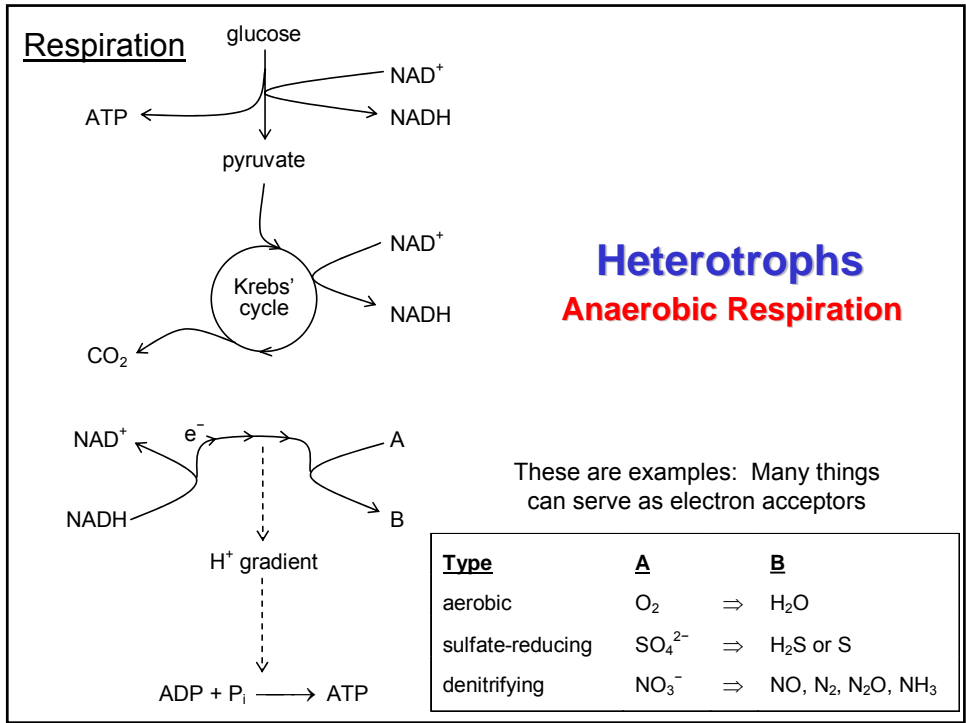 Respiration
glucose
NAD⁺
ATP
NADH
pyruvate
NAD⁺
Krebs'
cycle
NADH
CO₂
Heterotrophs
Anaerobic Respiration
NAD⁺
e⁻
A
NADH
B
H⁺ gradient
ADP + Pᵢ ⟶ ATP
These are examples: Many things
can serve as electron acceptors
Type A B
aerobic O₂ ⇒ H₂O
sulfate-reducing SO₄²⁻ ⇒ H₂S or S
denitrifying NO₃⁻ ⇒ NO, N₂, N₂O, NH₃